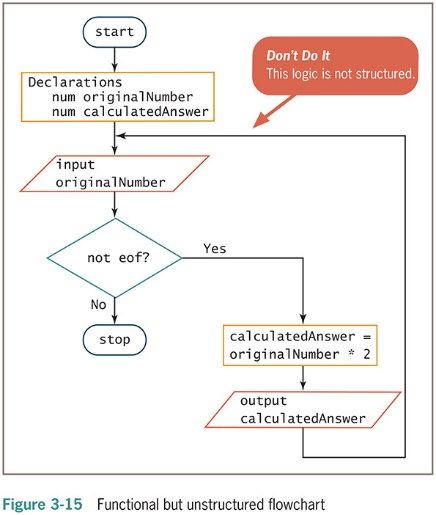 start
Don't Do It
This logic is not structured.
Declarations
num originalNumber
num calculatedAnswer
input
originalNumber
not eof?
Yes
No
stop
calculatedAnswer =
originalNumber * 2
output
calculatedAnswer
Figure 3-15 Functional but unstructured flowchart